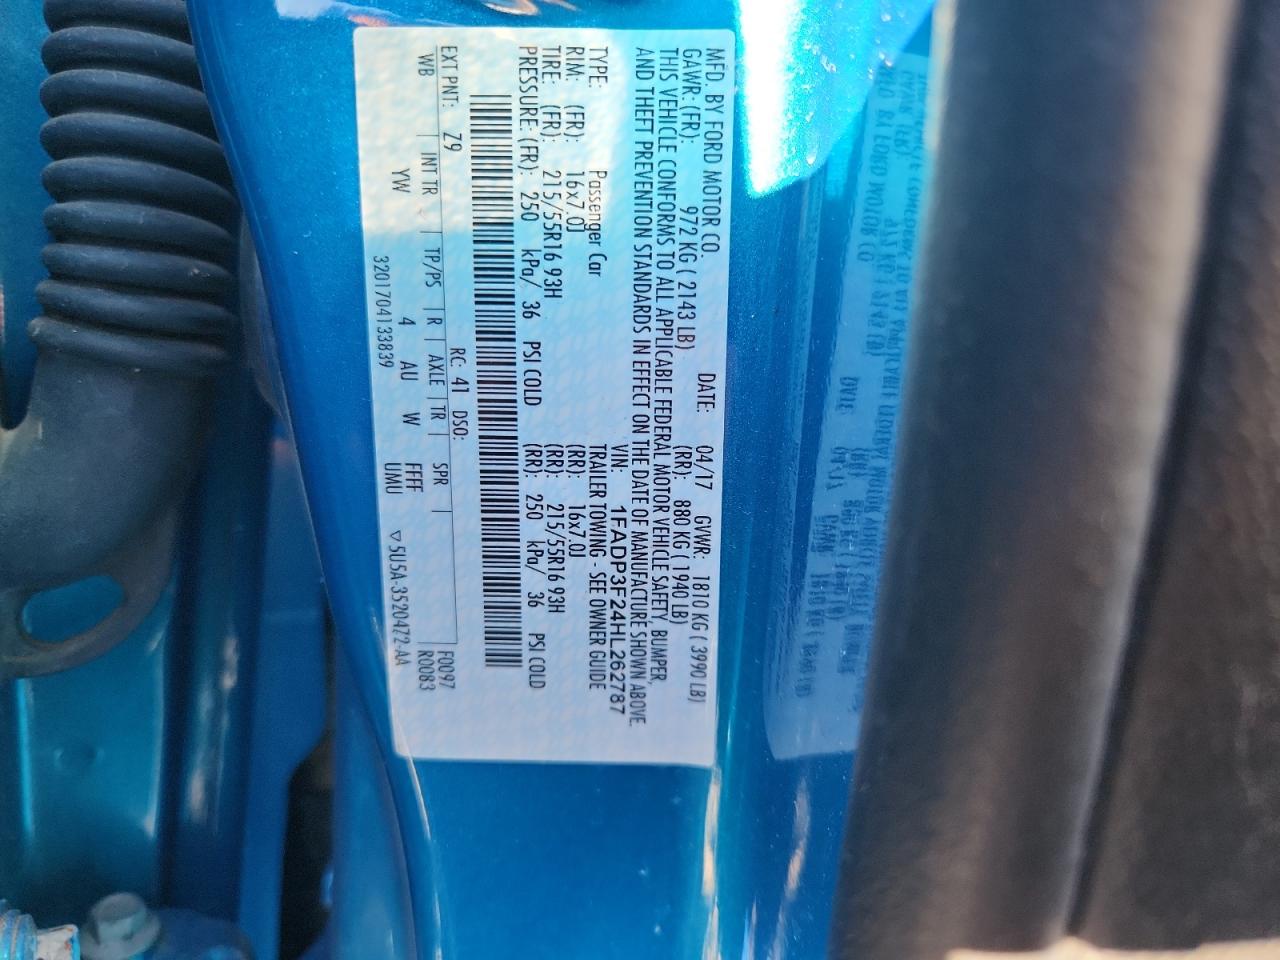 MFD. BY FORD MOTOR CO.
DATE: 04/17 GVWR: 1810 KG ( 3990 LB)
GAWR: (FR): 972 KG ( 2143 LB) (RR): 880 KG ( 1940 LB)
THIS VEHICLE CONFORMS TO ALL APPLICABLE FEDERAL MOTOR VEHICLE SAFETY, BUMPER,
AND THEFT PREVENTION STANDARDS IN EFFECT ON THE DATE OF MANUFACTURE SHOWN ABOVE.
VIN: 1FADP3F24HL262787
TYPE: Passenger Car TRAILER TOWING - SEE OWNER GUIDE
RIM: (FR): 16x7.0J (RR): 16x7.0J
TIRE: (FR): 215/55R16 93H (RR): 215/55R16 93H
PRESSURE: (FR): 250 kPa/ 36 PSI COLD (RR): 250 kPa/ 36 PSI COLD
RC: 41 DSO: F0097
EXT PNT: Z9 R0083
WB INT TR TP/PS R AXLE TR SPR
YW 4 AU W FFFF
UMU
3201704133839 ▽5U5A-3520472-AA